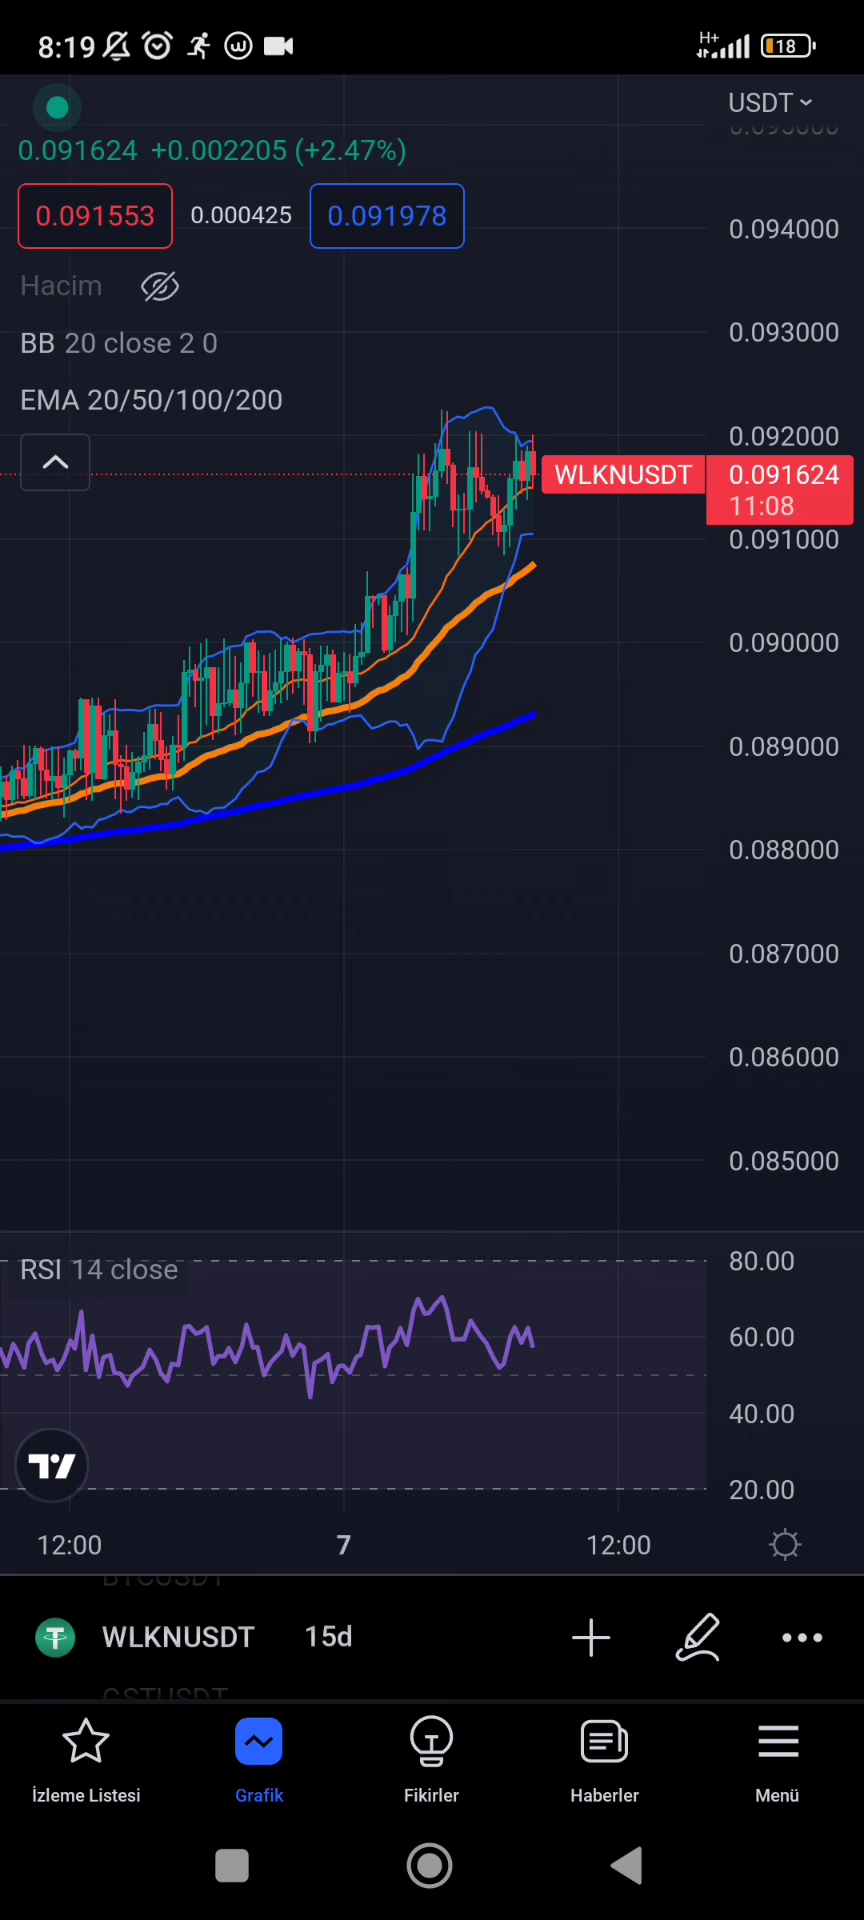 8:19
H+
18
USDT
0.091624 +0.002205 (+2.47%)
0.091553
0.000425
0.091978
Hacim
BB 20 close 2 0
EMA 20/50/100/200
0.094000
0.093000
0.092000
WLKNUSDT
0.091624
11:08
0.091000
0.090000
0.089000
0.088000
0.087000
0.086000
0.085000
RSI 14 close
80.00
60.00
40.00
20.00
12:00
7
12:00
WLKNUSDT
15d
GSTUSDT
İzleme Listesi
Grafik
Fikirler
Haberler
Menü